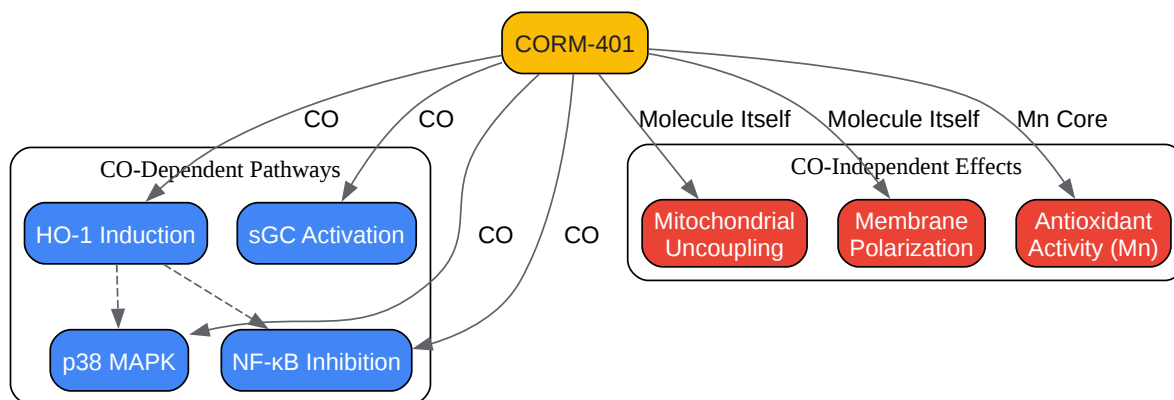 CORM-401
CO
CO
Molecule Itself
Molecule Itself
Mn Core
CO-Dependent Pathways
CO-Independent Effects
HO-1 Induction
sGC Activation
CO
CO
Mitochondrial
Uncoupling
Membrane
Polarization
Antioxidant
Activity (Mn)
p38 MAPK
NF-κB Inhibition